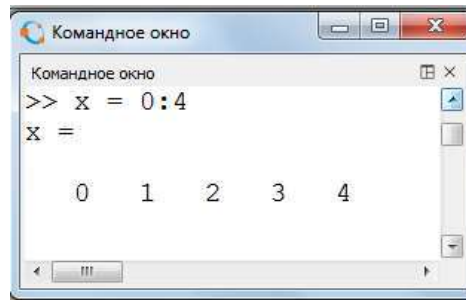 Командное окно
Командное окно
>> x = 0:4
x =
0 1 2 3 4